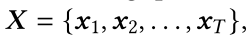 X = {x₁, x₂, . . . , x_T},